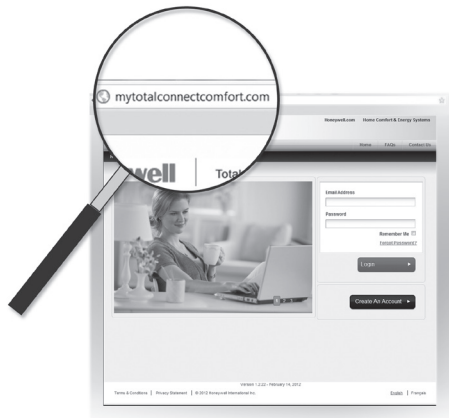 mytotalconnectcomfort.com
Honeywell.com Home Comfort & Energy Systems
Home FAQs Contact Us
well | Total
Email Address
Password
Remember Me
Forgot Password?
Login
Create An Account
Version 1.2.22 - February 14, 2012
Terms & Conditions | Privacy Statement | © 2012 Honeywell International Inc.
English | Français